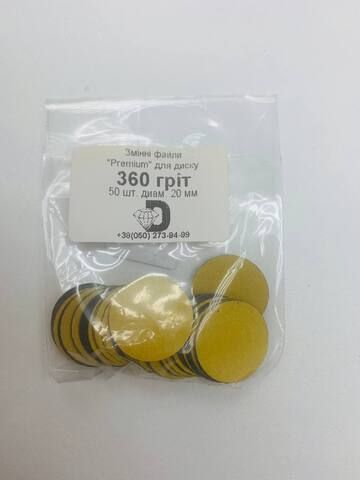 Змінні файли
"Premium" для диску
360 гріт
50 шт. диам. 20 мм
D
+38(050) 273-94-99